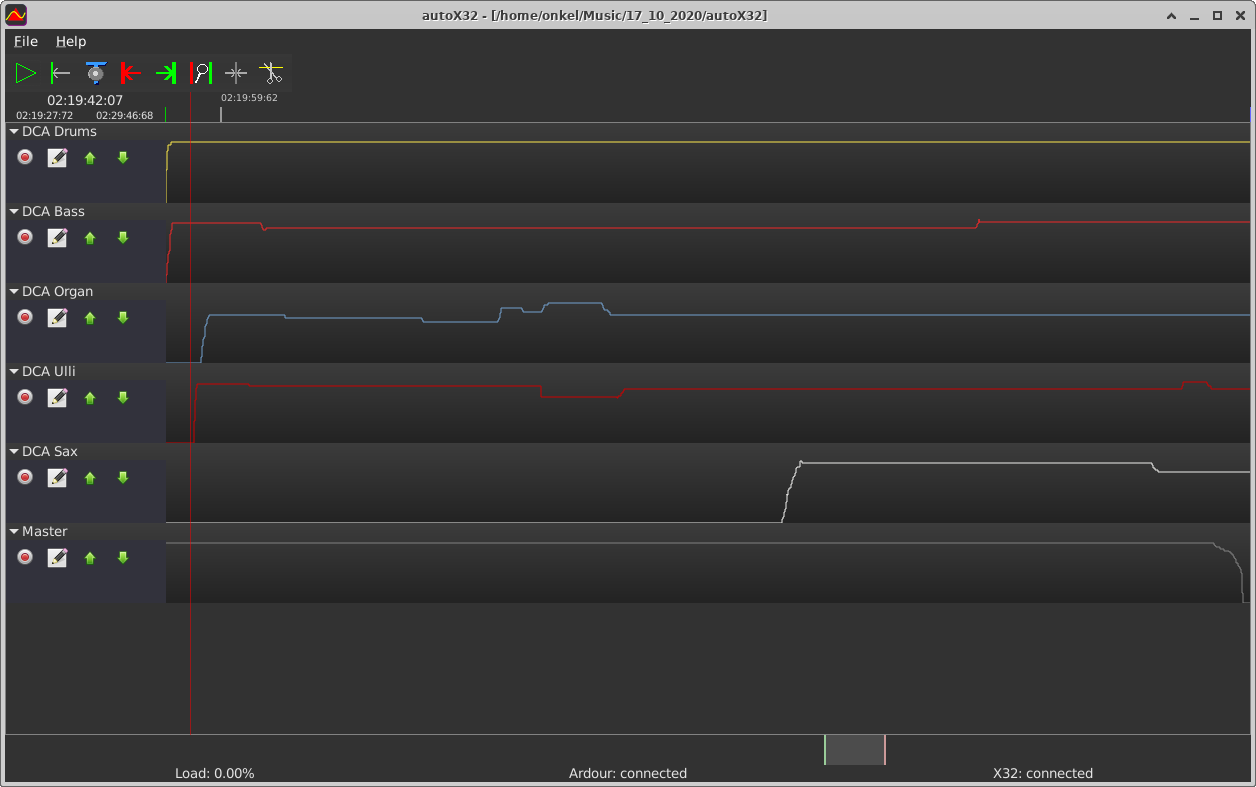 autoX32 - [/home/onkel/Music/17_10_2020/autoX32]
File Help
02:19:42:07 02:19:59:62
02:19:27:72 02:29:46:68
DCA Drums
DCA Bass
DCA Organ
DCA Ulli
DCA Sax
Master
Load: 0.00% Ardour: connected X32: connected